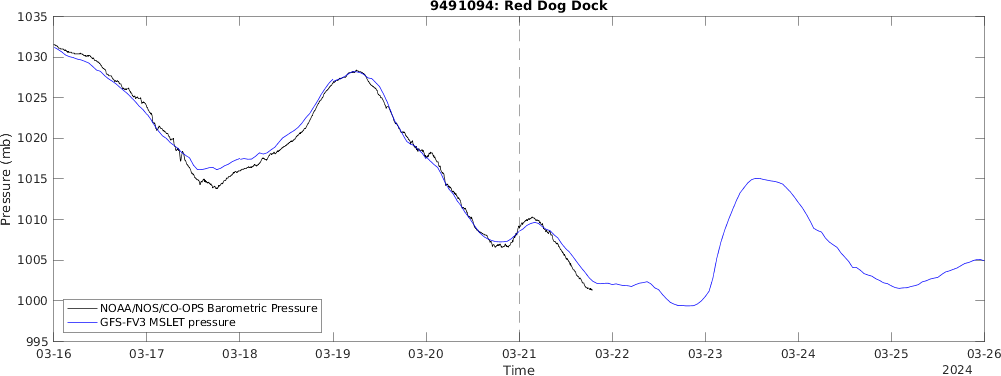 9491094: Red Dog Dock
1035
1030
1025
1020
1015
1010
1005
1000
995
Pressure (mb)
NOAA/NOS/CO-OPS Barometric Pressure
GFS-FV3 MSLET pressure
03-16 03-17 03-18 03-19 03-20 03-21 03-22 03-23 03-24 03-25 03-26
Time
2024